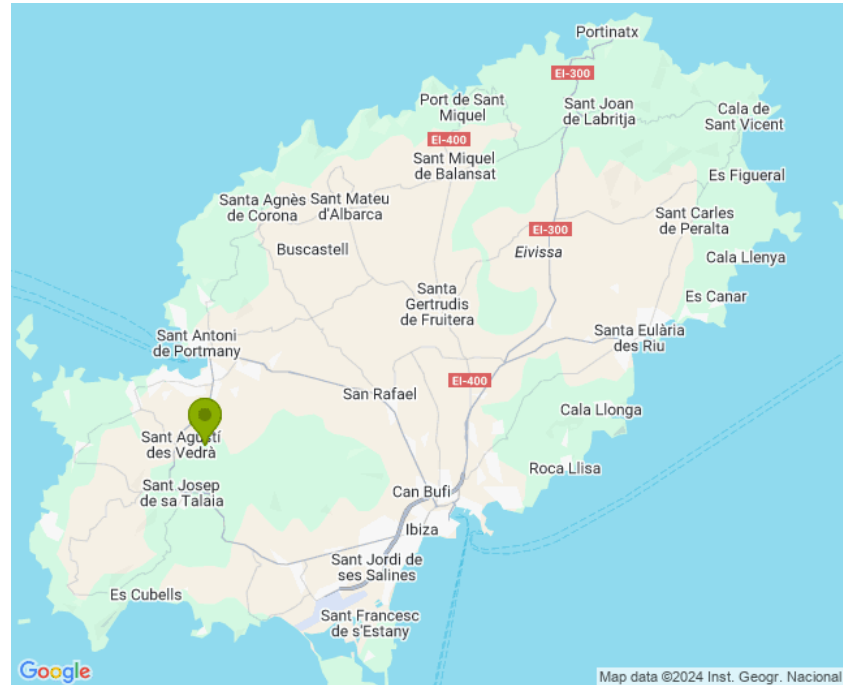 Portinatx
EI-300
Port de Sant
Miquel
Sant Joan
de Labritja
Cala de
Sant Vicent
EI-400
Sant Miquel
de Balansat
Es Figueral
Santa Agnès
de Corona
Sant Mateu
d'Albarca
Sant Carles
de Peralta
EI-300
Buscastell
Eivissa
Cala Llenya
Santa
Gertrudis
de Fruitera
Es Canar
Sant Antoni
de Portmany
Santa Eulària
des Riu
EI-400
San Rafael
Cala Llonga
Sant Agustí
des Vedrà
Roca Llisa
Sant Josep
de sa Talaia
Can Bufí
Ibiza
Sant Jordi de
ses Salines
Es Cubells
Sant Francesc
de s'Estany
Google
Map data ©2024 Inst. Geogr. Nacional